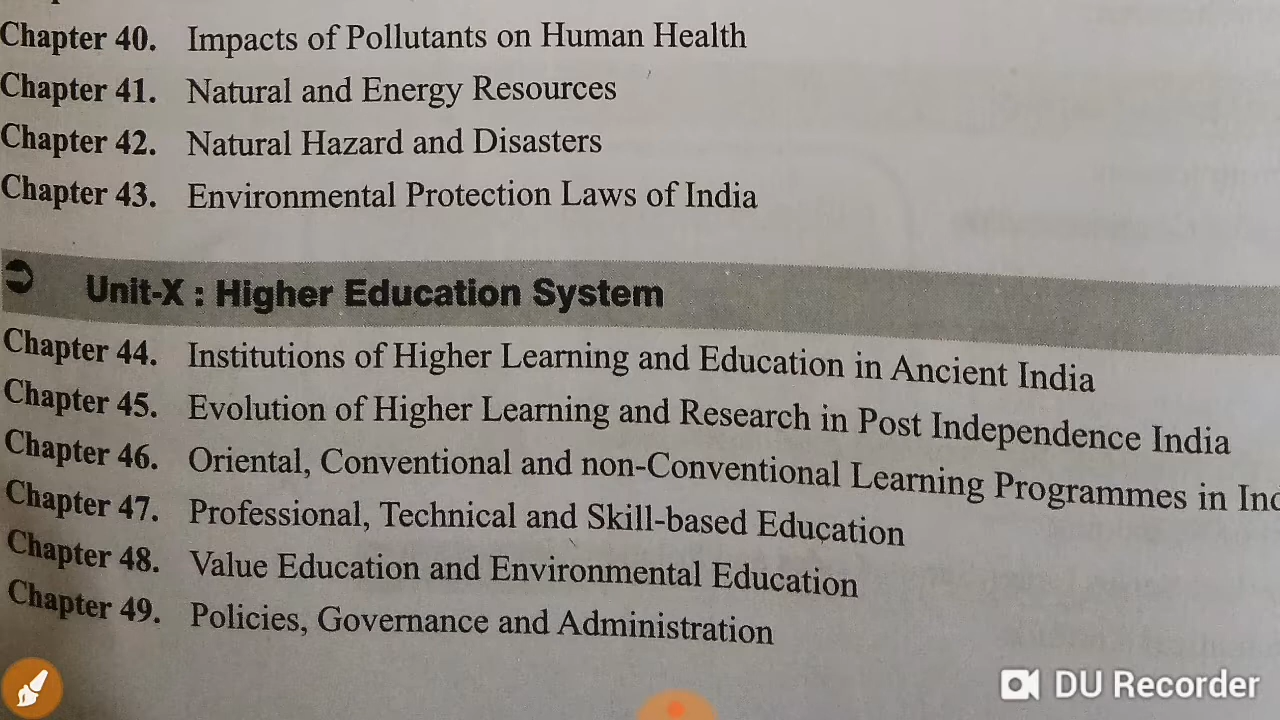 Chapter 40. Impacts of Pollutants on Human Health
Chapter 41. Natural and Energy Resources
Chapter 42. Natural Hazard and Disasters
Chapter 43. Environmental Protection Laws of India
Unit-X : Higher Education System
Chapter 44. Institutions of Higher Learning and Education in Ancient India
Chapter 45. Evolution of Higher Learning and Research in Post Independence India
Chapter 46. Oriental, Conventional and non-Conventional Learning Programmes in
Chapter 47. Professional, Technical and Skill-based Education
Chapter 48. Value Education and Environmental Education
Chapter 49. Policies, Governance and Administration
DU Recorder